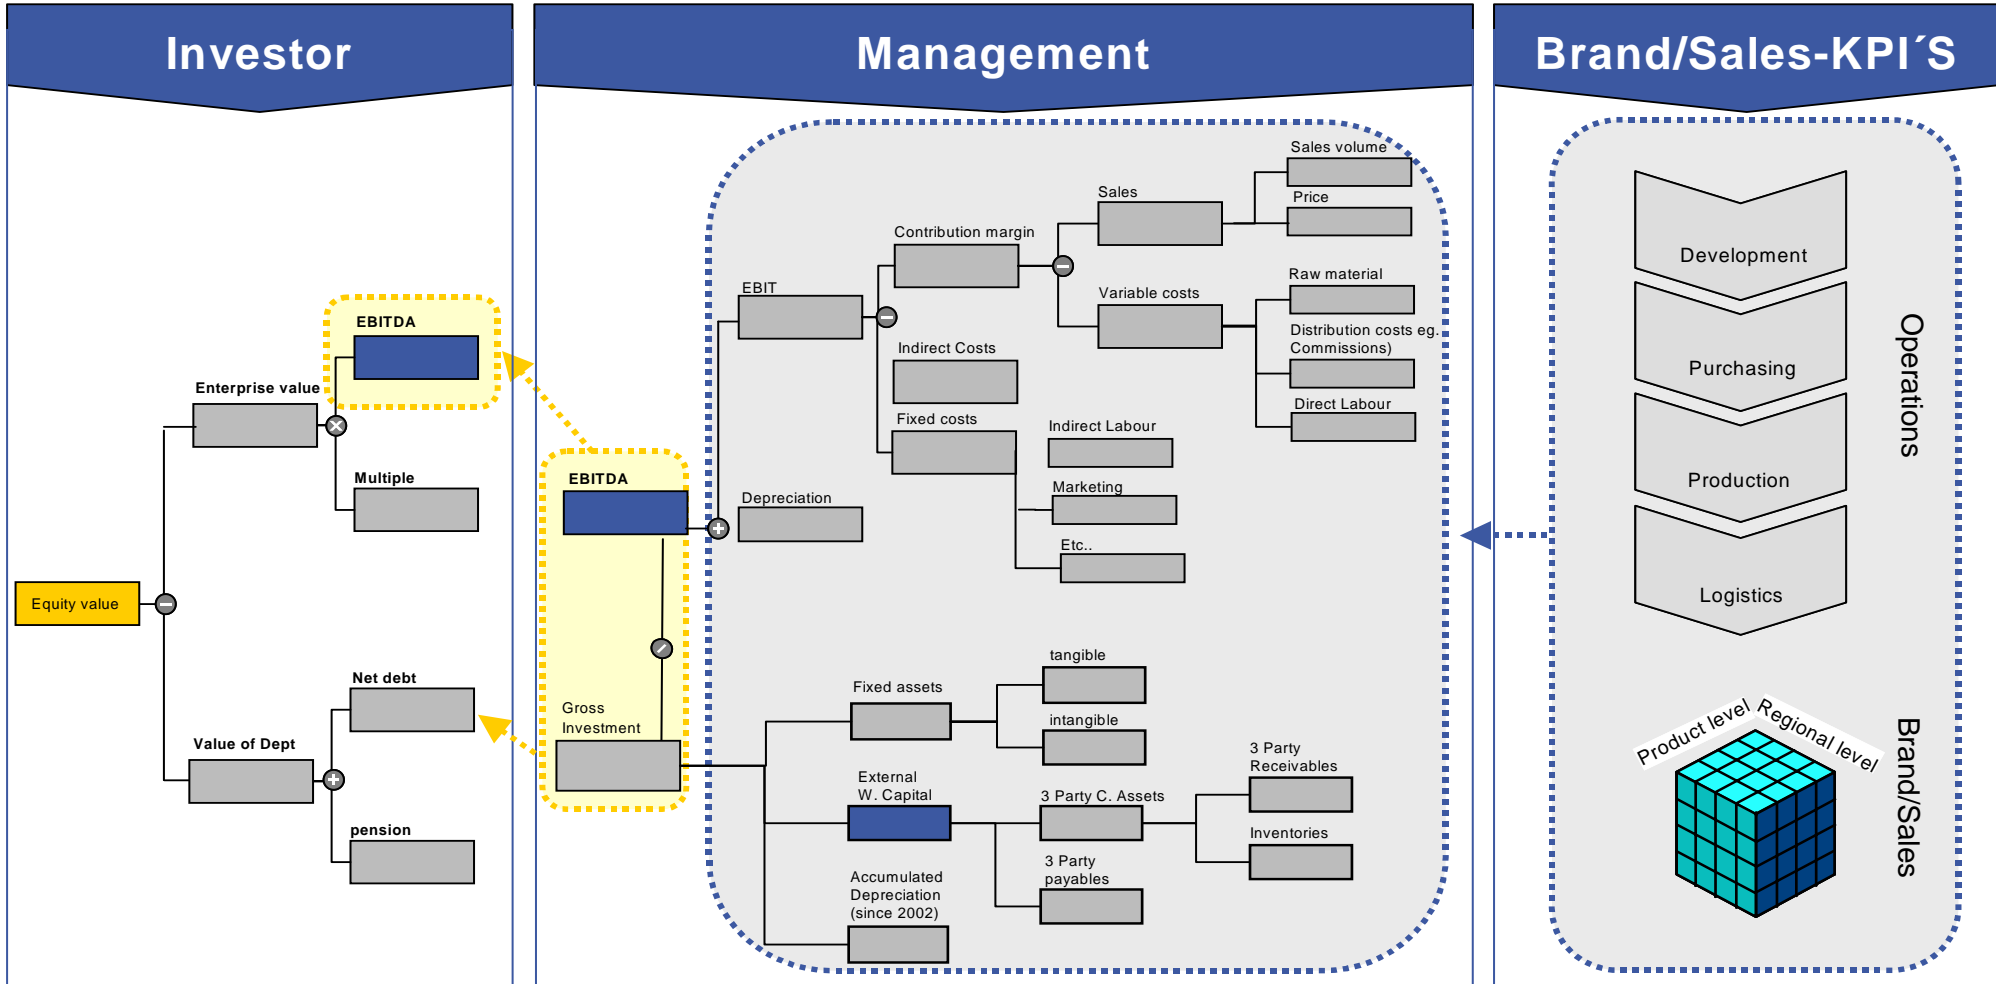 Investor
Management
Brand/Sales-KPI´S
EBITDA
Enterprise value
Multiple
Equity value
Net debt
Value of Dept
pension
EBITDA
Gross
Investment
EBIT
Depreciation
Contribution margin
Indirect Costs
Fixed costs
Sales
Variable costs
Sales volume
Price
Raw material
Distribution costs eg.
Commissions)
Direct Labour
Indirect Labour
Marketing
Etc..
Fixed assets
tangible
intangible
External
W. Capital
3 Party C. Assets
3 Party
Receivables
Inventories
3 Party
payables
Accumulated
Depreciation
(since 2002)
Development
Purchasing
Production
Logistics
Operations
Product level
Regional level
Brand/Sales